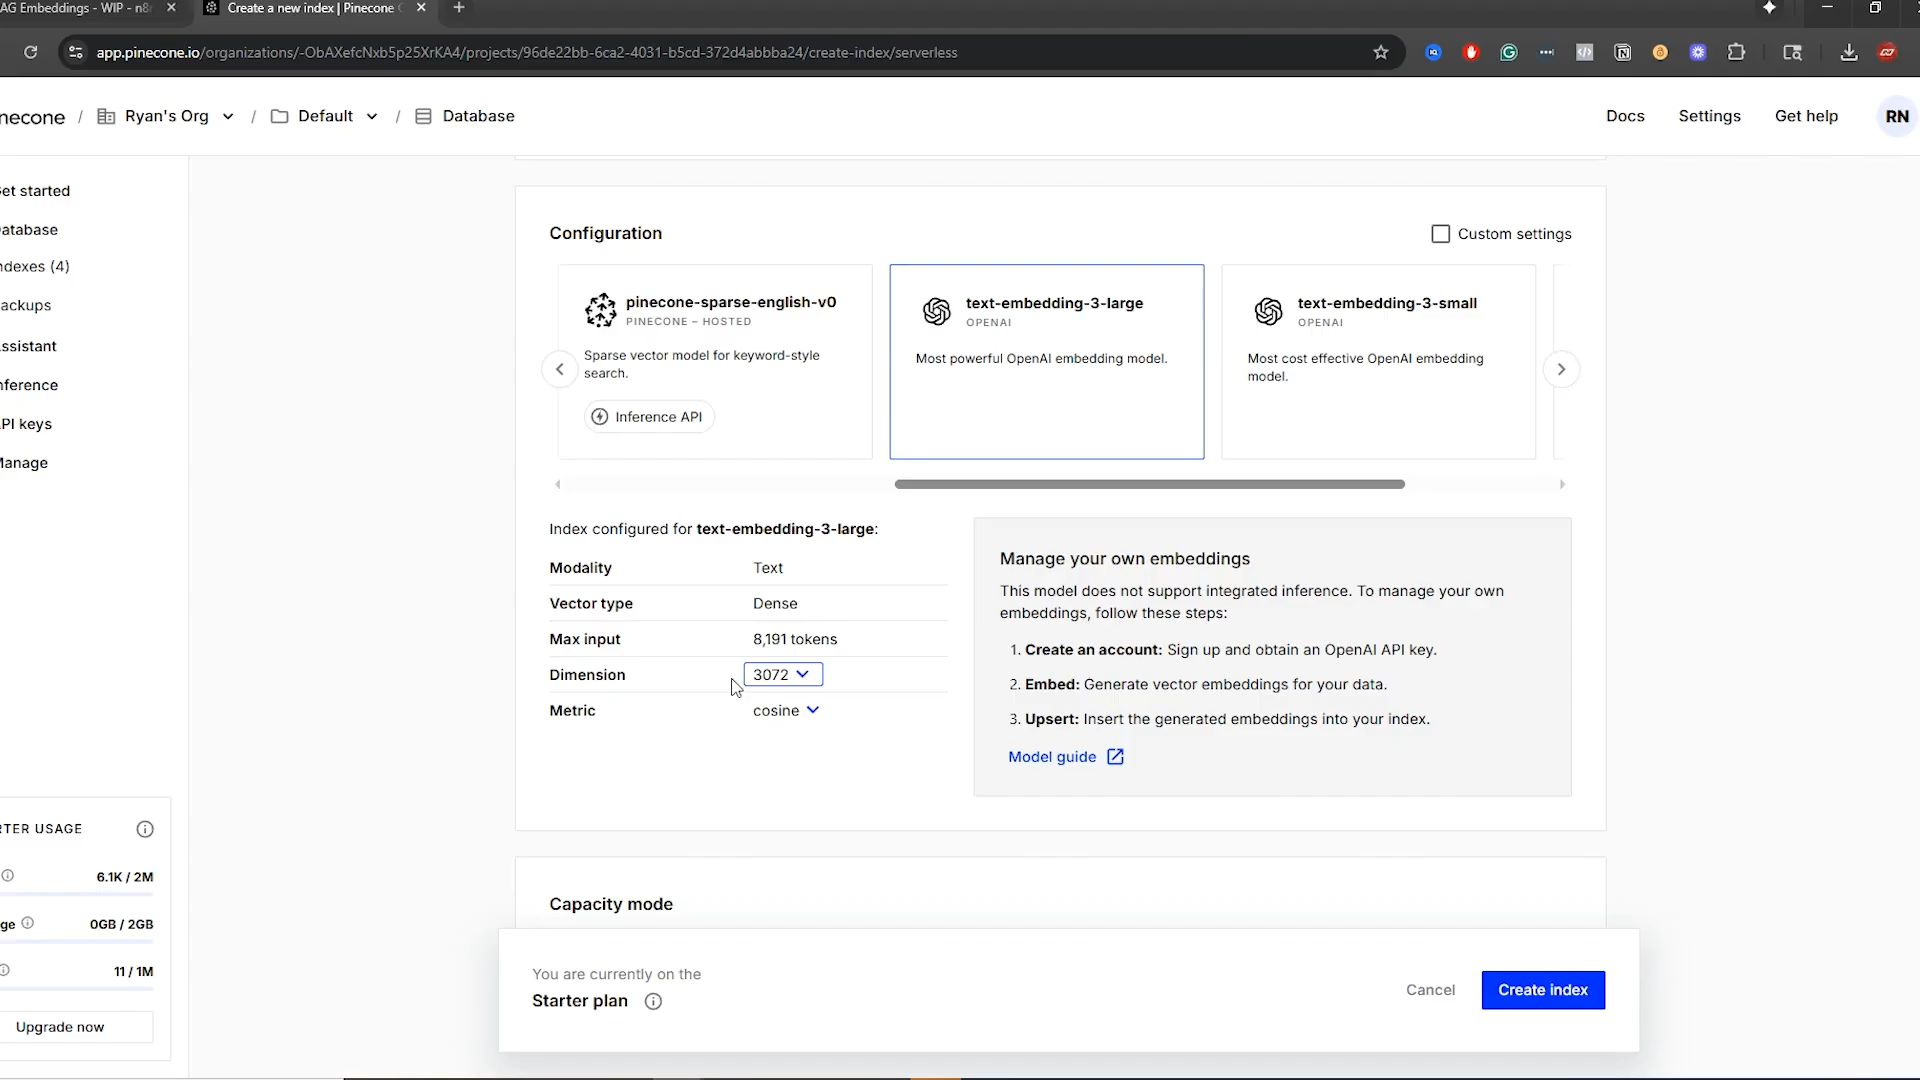 AG Embeddings - WIP - n8
Create a new index | Pinecone
app.pinecone.io/organizations/-ObAXefcNxb5p25XrKA4/projects/96de22bb-6ca2-4031-b5cd-372d4abbba24/create-index/serverless
necone / Ryan's Org / Default / Database
Docs
Settings
Get help
RN
et started
atabase
ndexes (4)
ackups
ssistant
nference
PI keys
Manage
RTER USAGE
6.1K / 2M
ge
0GB / 2GB
11 / 1M
Upgrade now
Configuration
Custom settings
pinecone-sparse-english-v0
PINECONE – HOSTED
Sparse vector model for keyword-style
search.
Inference API
text-embedding-3-large
OPENAI
Most powerful OpenAI embedding model.
text-embedding-3-small
OPENAI
Most cost effective OpenAI embedding
model.
Index configured for text-embedding-3-large:
Modality Text
Vector type Dense
Max input 8,191 tokens
Dimension 3072
Metric cosine
Manage your own embeddings
This model does not support integrated inference. To manage your own
embeddings, follow these steps:
1. Create an account: Sign up and obtain an OpenAI API key.
2. Embed: Generate vector embeddings for your data.
3. Upsert: Insert the generated embeddings into your index.
Model guide
Capacity mode
You are currently on the
Starter plan
Cancel
Create index